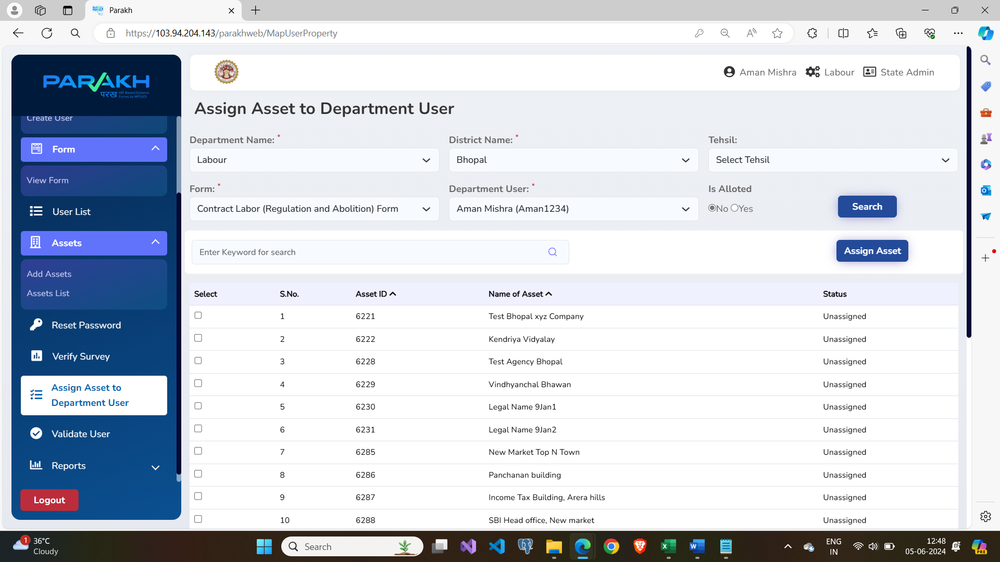 Parakh
https://103.94.204.143/parakhweb/MapUserProperty
PARAKH
परख GIS Based Dynamic Forms by MPSSDI
Aman Mishra Labour State Admin
Create User
Form
View Form
User List
Assets
Add Assets
Assets List
Reset Password
Verify Survey
Assign Asset to
Department User
Validate User
Reports
Logout
Assign Asset to Department User
Department Name: * District Name: * Tehsil:
Labour Bhopal Select Tehsil
Form: * Department User: * Is Alloted
Contract Labor (Regulation and Abolition) Form Aman Mishra (Aman1234) No Yes Search
Enter Keyword for search Assign Asset
Select S.No. Asset ID Name of Asset Status
1 6221 Test Bhopal xyz Company Unassigned
2 6222 Kendriya Vidyalay Unassigned
3 6228 Test Agency Bhopal Unassigned
4 6229 Vindhyanchal Bhawan Unassigned
5 6230 Legal Name 9Jan1 Unassigned
6 6231 Legal Name 9Jan2 Unassigned
7 6285 New Market Top N Town Unassigned
8 6286 Panchanan building Unassigned
9 6287 Income Tax Building, Arera hills Unassigned
10 6288 SBI Head office, New market Unassigned
1 36°C
Cloudy
Search
ENG
IN
12:48
05-06-2024
PRE